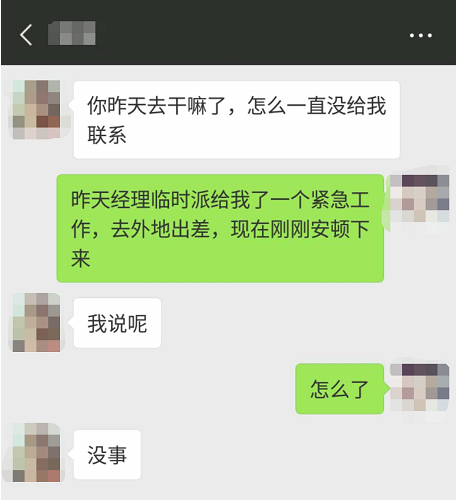 你昨天去干嘛了，怎么一直没给我
联系
昨天经理临时派给我了一个紧急工
作，去外地出差，现在刚刚安顿下
来
我说呢
怎么了
没事